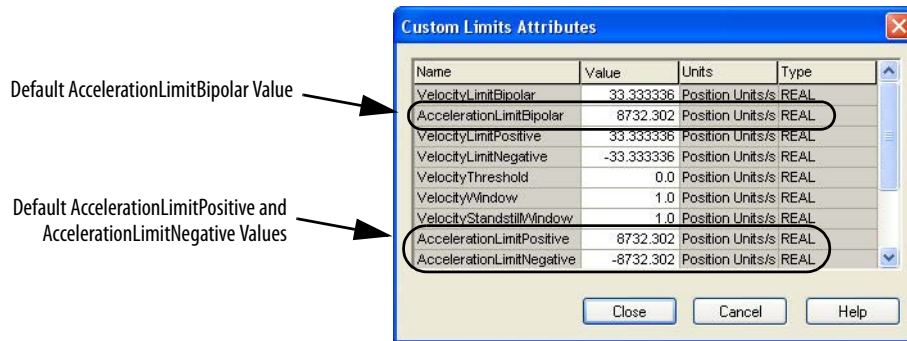 Custom Limits Attributes
Name Value Units Type
VelocityLimitBipolar 33.333336 Position Units/s REAL
Default AccelerationLimitBipolar Value
AccelerationLimitBipolar 8732.302 Position Units/s REAL
VelocityLimitPositive 33.333336 Position Units/s REAL
VelocityLimitNegative -33.333336 Position Units/s REAL
VelocityThreshold 0.0 Position Units/s REAL
VelocityWindow 1.0 Position Units/s REAL
VelocityStandstillWindow 1.0 Position Units/s REAL
Default AccelerationLimitPositive and
AccelerationLimitNegative Values
AccelerationLimitPositive 8732.302 Position Units/s REAL
AccelerationLimitNegative -8732.302 Position Units/s REAL
Close Cancel Help